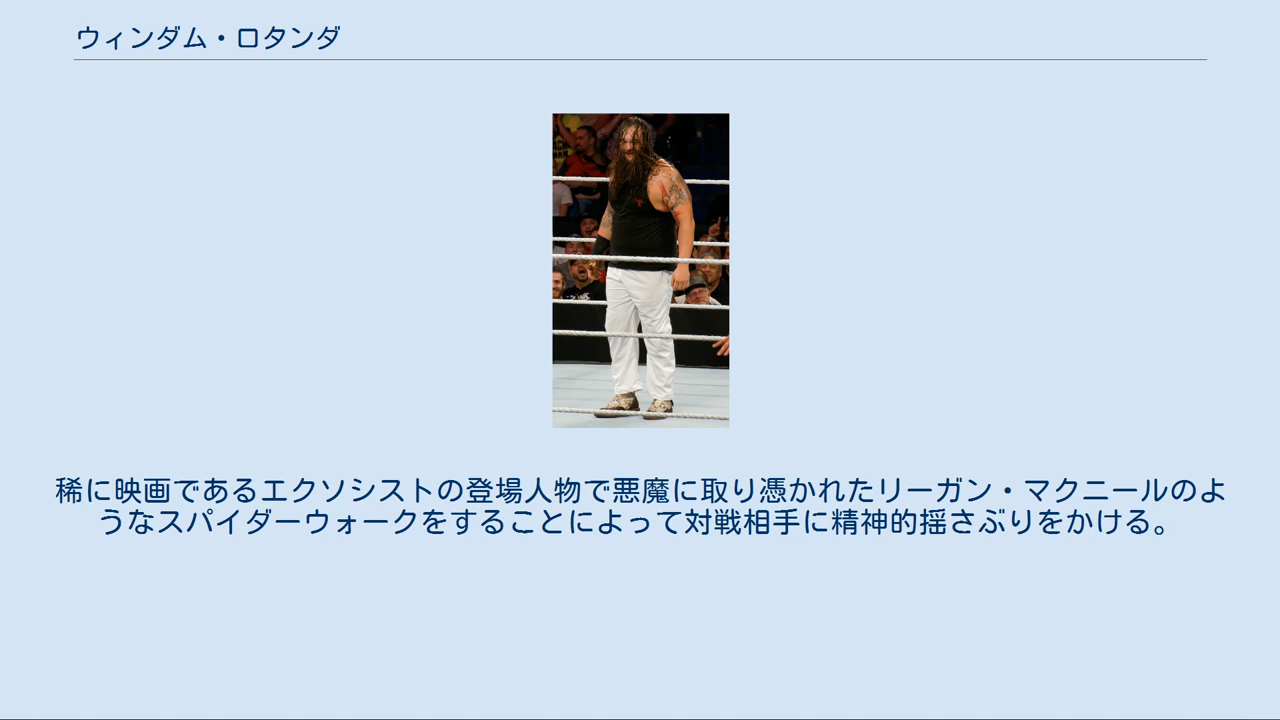 ウィンダム・ロタンダ
稀に映画であるエクソシストの登場人物で悪魔に取り憑かれたリーガン・マクニールのよ
うなスパイダーウォークをすることによって対戦相手に精神的揺さぶりをかける。